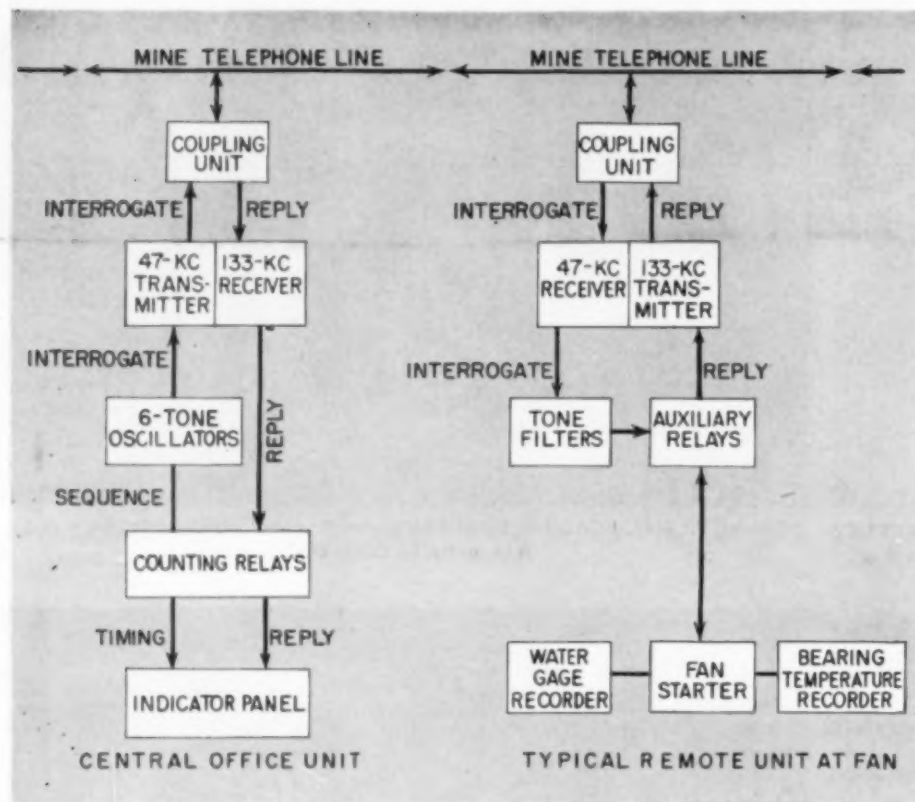 MINE TELEPHONE LINE
COUPLING
UNIT
INTERROGATE
REPLY
47-KC
TRANS-
MITTER
133-KC
RECEIVER
INTERROGATE
6-TONE
OSCILLATORS
REPLY
SEQUENCE
COUNTING RELAYS
TIMING
REPLY
INDICATOR PANEL
CENTRAL OFFICE UNIT
MINE TELEPHONE LINE
COUPLING
UNIT
INTERROGATE
REPLY
47-KC
RECEIVER
133-KC
TRANS-
MITTER
INTERROGATE
REPLY
TONE
FILTERS
AUXILIARY
RELAYS
WATER
GAGE
RECORDER
FAN
STARTER
BEARING
TEMPERATURE
RECORDER
TYPICAL REMOTE UNIT AT FAN